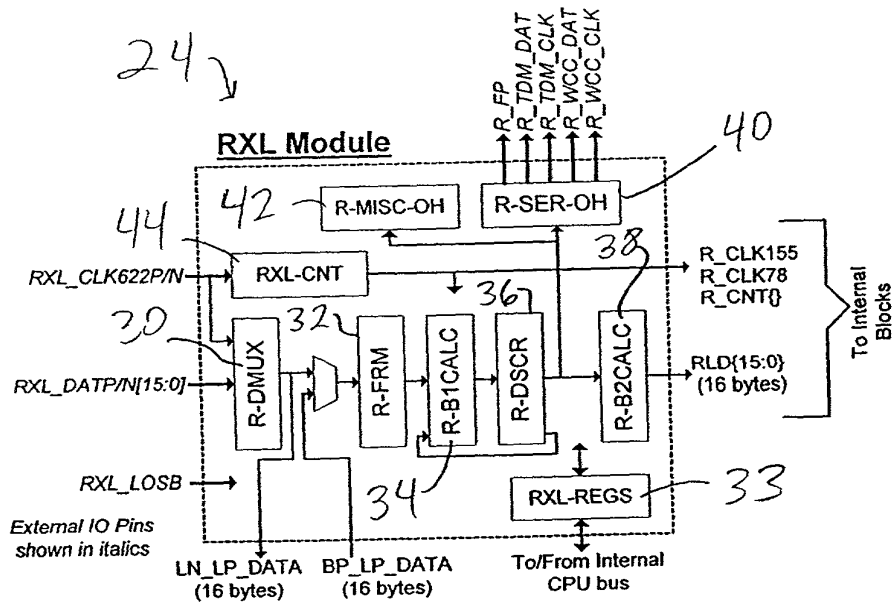 24
R_FP
R_TDM_DAT
R_TDM_CLK
R_WCC_DAT
R_WCC_CLK
RXL Module
40
42
R-MISC-OH
R-SER-OH
44
RXL_CLK622P/N
RXL-CNT
38
R_CLK155
R_CLK78
R_CNT{}
To Internal
Blocks
30
32
36
RXL_DATP/N[15:0]
R-DMUX
R-FRM
R-B1CALC
R-DSCR
R-B2CALC
RLD{15:0}
(16 bytes)
RXL_LOSB
34
RXL-REGS
33
External IO Pins
shown in italics
LN_LP_DATA
(16 bytes)
BP_LP_DATA
(16 bytes)
To/From Internal
CPU bus